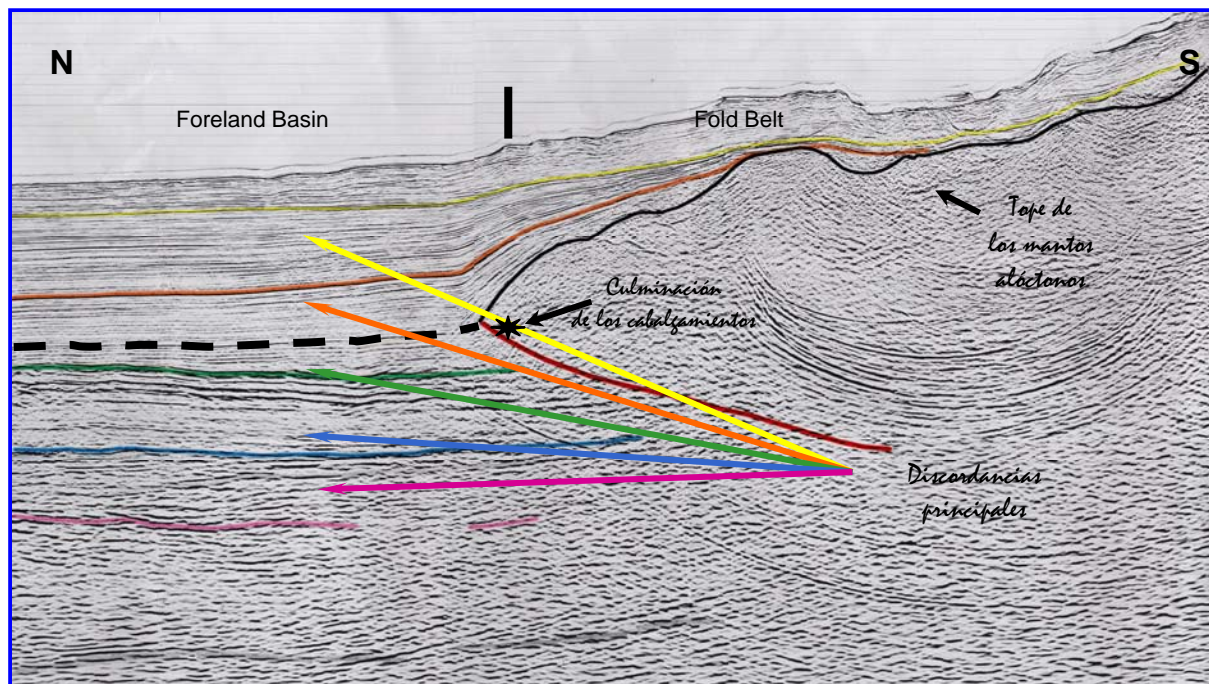 N
S
Foreland Basin
Fold Belt
Tope de
los mantos
alóctonos
Culminación
de los cabalgamientos
Discordancias
principales